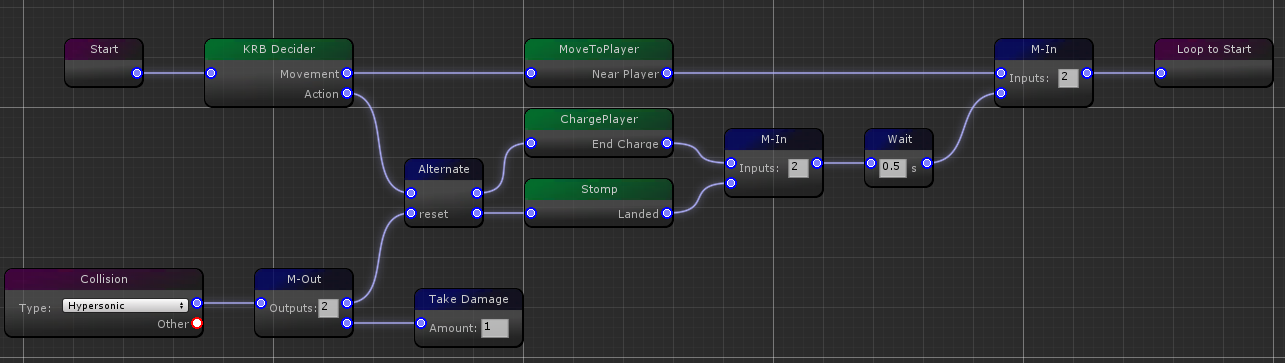 Start
KRB Decider
Movement
Action
MoveToPlayer
Near Player
M-In
Inputs: 2
Loop to Start
ChargePlayer
End Charge
M-In
Inputs: 2
Wait
0.5 s
Alternate
reset
Stomp
Landed
Collision
Type: Hypersonic
Other
M-Out
Outputs: 2
Take Damage
Amount: 1